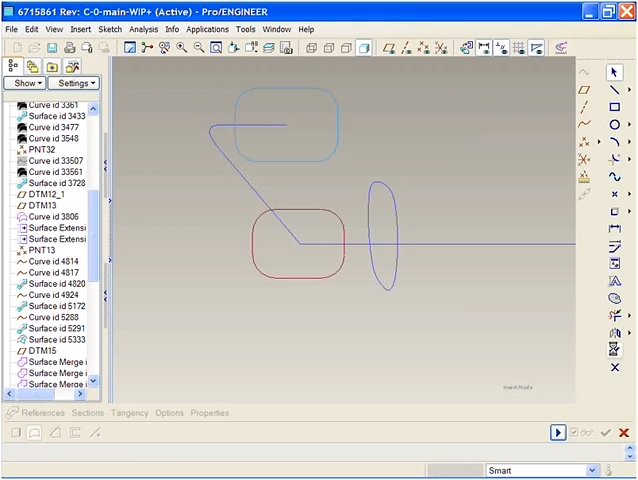 6715861 Rev: C-0-main-WIP+ (Active) - Pro/ENGINEER
File Edit View Insert Sketch Analysis Info Applications Tools Window Help
Show Settings
Curve id 3361
Surface id 3433
Curve id 3477
Curve id 3548
PNT32
Curve id 33507
Curve id 33561
Surface id 3728
DTM12_1
DTM13
Curve id 3806
Surface Extensi
Surface Extensi
PNT13
Curve id 4814
Curve id 4817
Surface id 4820
Curve id 4924
Surface id 5172
Curve id 5288
Surface id 5291
Surface id 5333
DTM15
Surface Merge i
Surface Merge i
Surface Merge i
Insert Mode
References Sections Tangency Options Properties
Smart